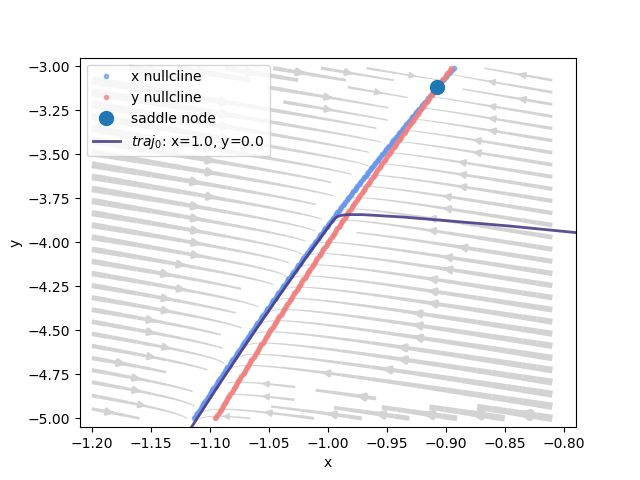 x nullcline
y nullcline
saddle node
traj₀: x=1.0, y=0.0
−3.00
−3.25
−3.50
−3.75
−4.00
−4.25
−4.50
−4.75
−5.00
y
−1.20 −1.15 −1.10 −1.05 −1.00 −0.95 −0.90 −0.85 −0.80
x